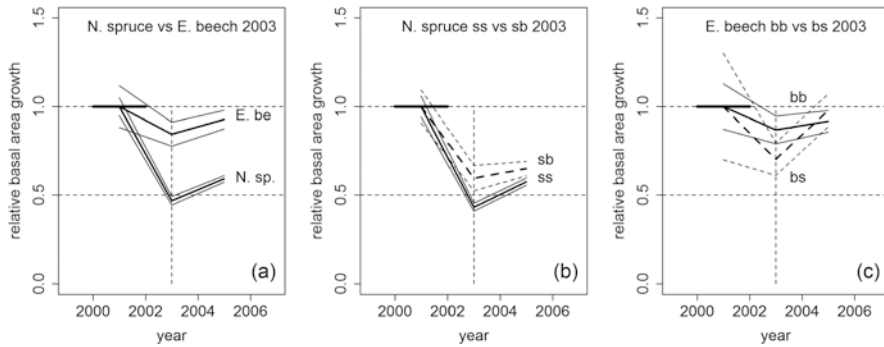 N. spruce vs E. beech 2003
relative basal area growth
0.0 0.5 1.0 1.5
E. be
N. sp.
(a)
2000 2002 2004 2006
year
N. spruce ss vs sb 2003
relative basal area growth
0.0 0.5 1.0 1.5
sb
ss
(b)
2000 2002 2004 2006
year
E. beech bb vs bs 2003
relative basal area growth
0.0 0.5 1.0 1.5
bb
bs
(c)
2000 2002 2004 2006
year